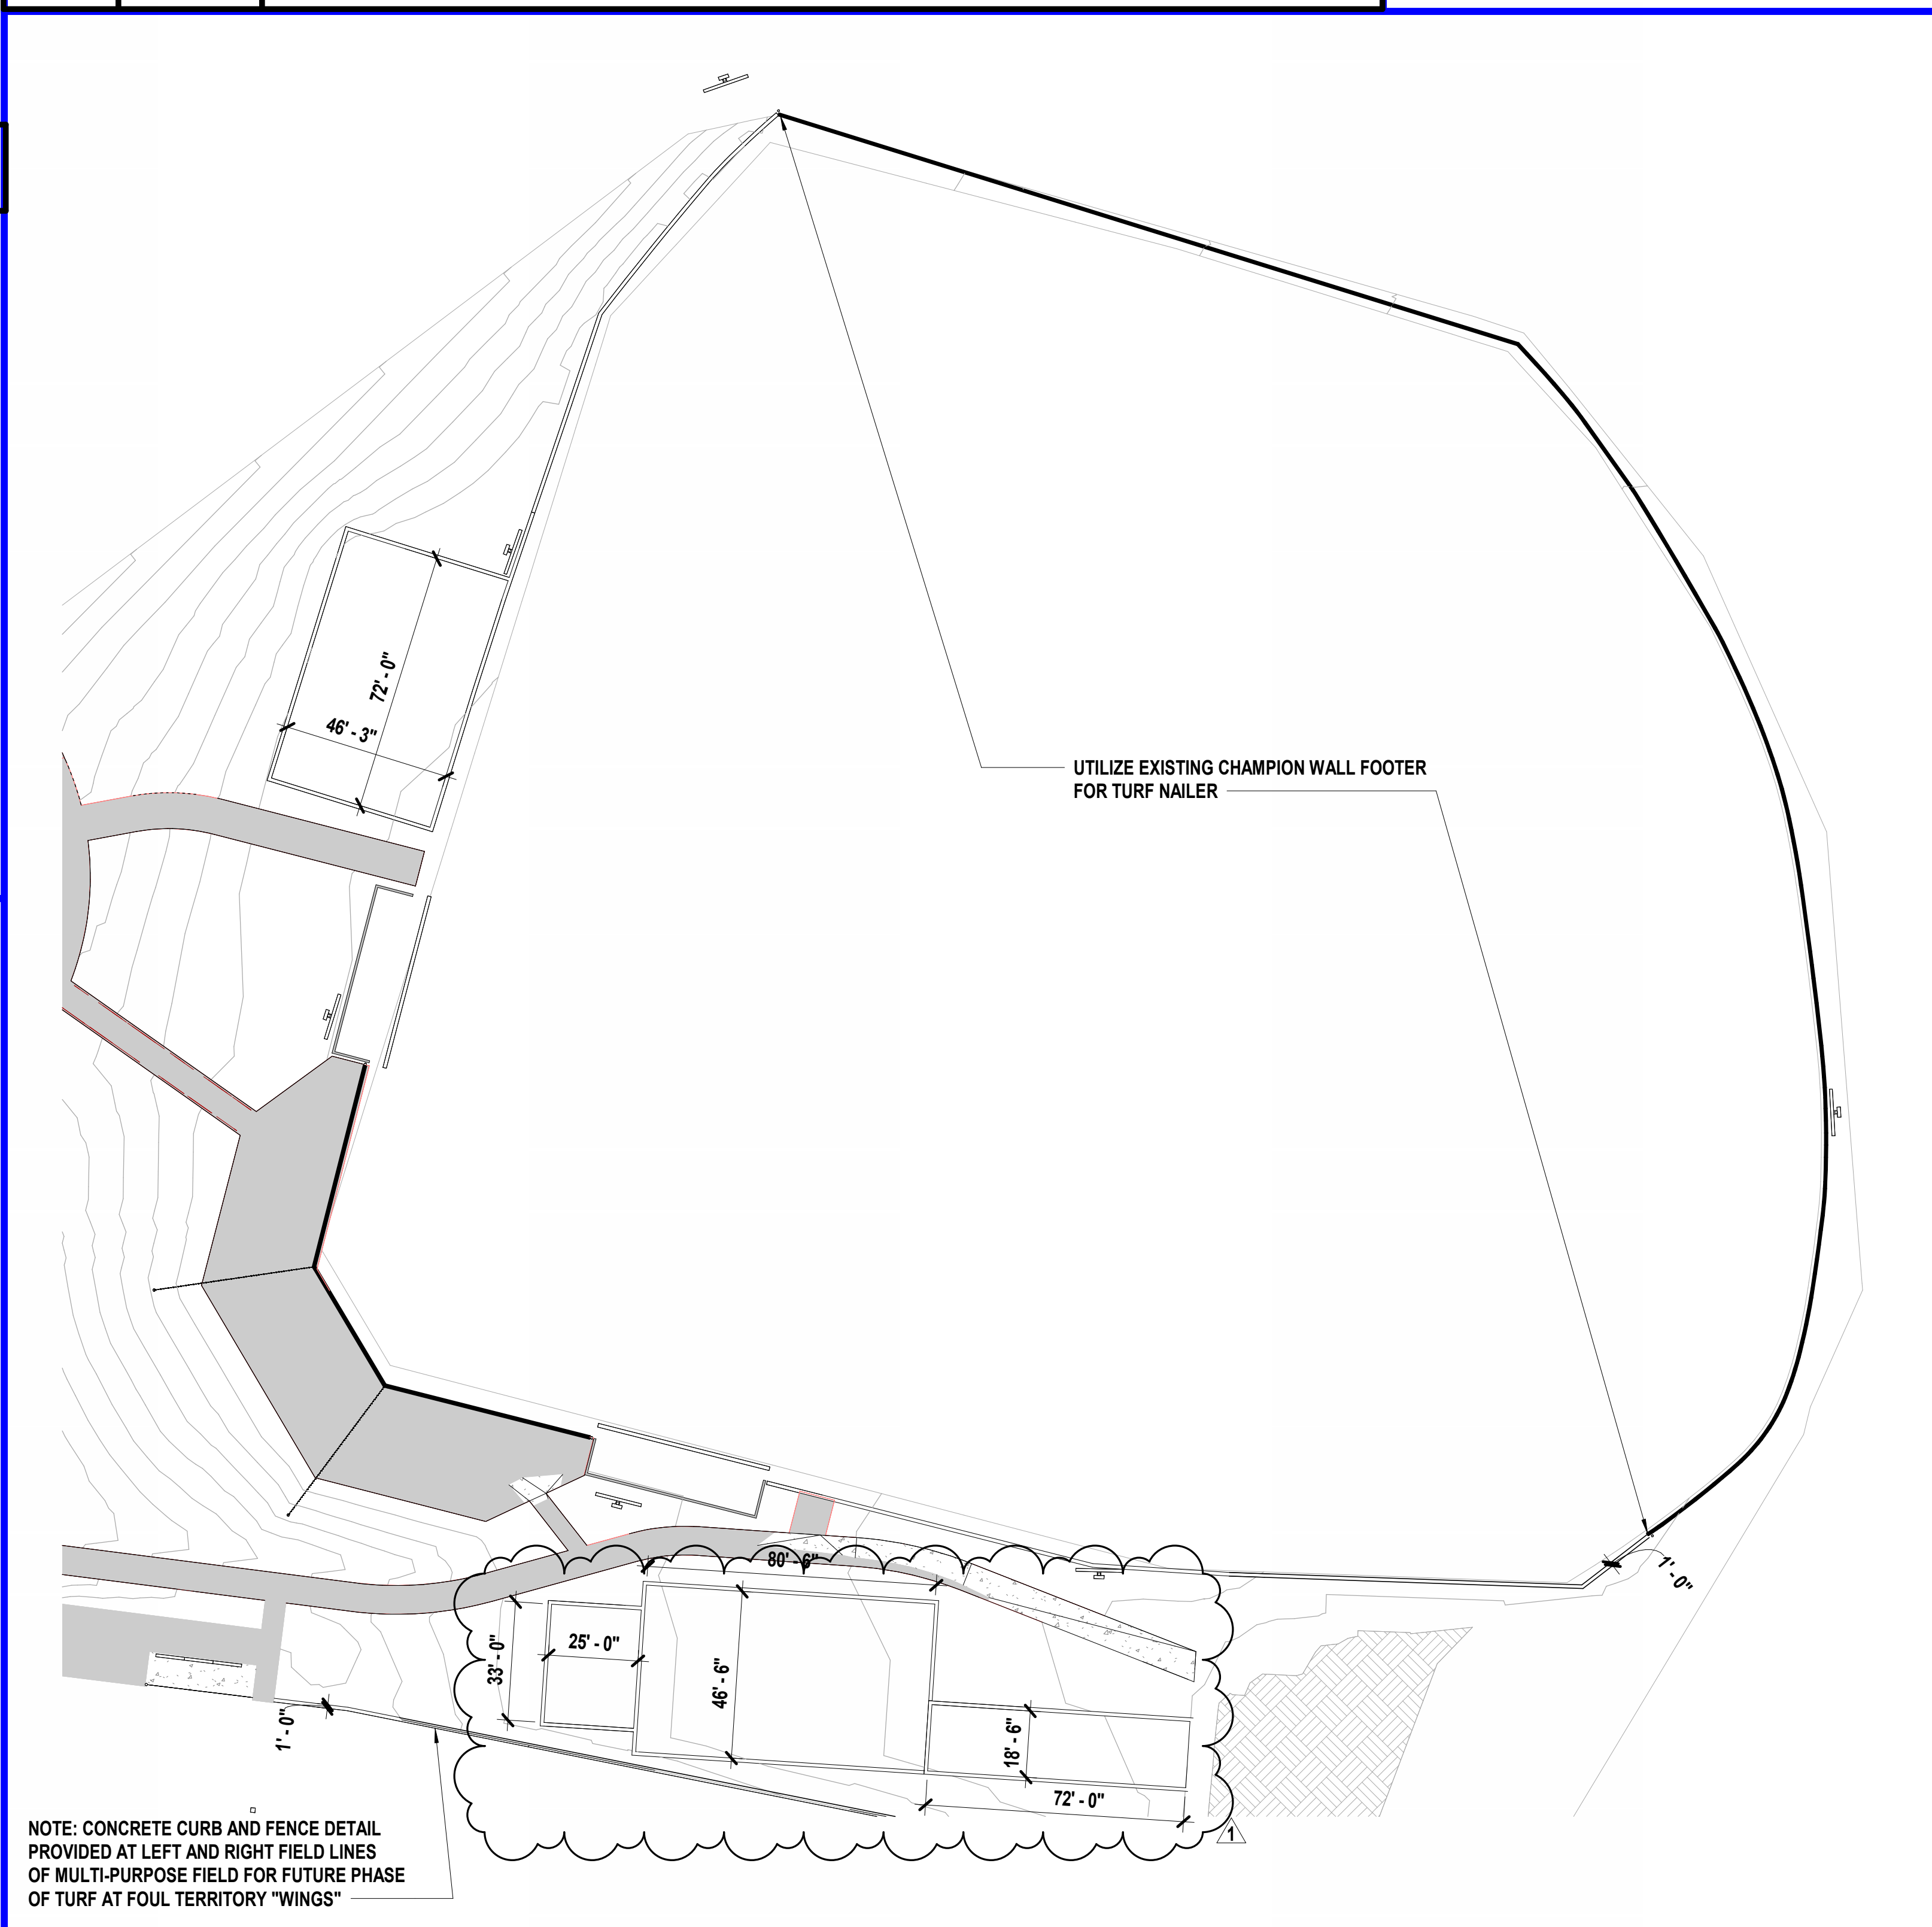 72' - 0"
46' - 3"
UTILIZE EXISTING CHAMPION WALL FOOTER
FOR TURF NAILER
80' - 6"
1' - 0"
33' - 0"
25' - 0"
46' - 6"
18' - 6"
1' - 0"
72' - 0"
1
NOTE: CONCRETE CURB AND FENCE DETAIL
PROVIDED AT LEFT AND RIGHT FIELD LINES
OF MULTI-PURPOSE FIELD FOR FUTURE PHASE
OF TURF AT FOUL TERRITORY "WINGS"